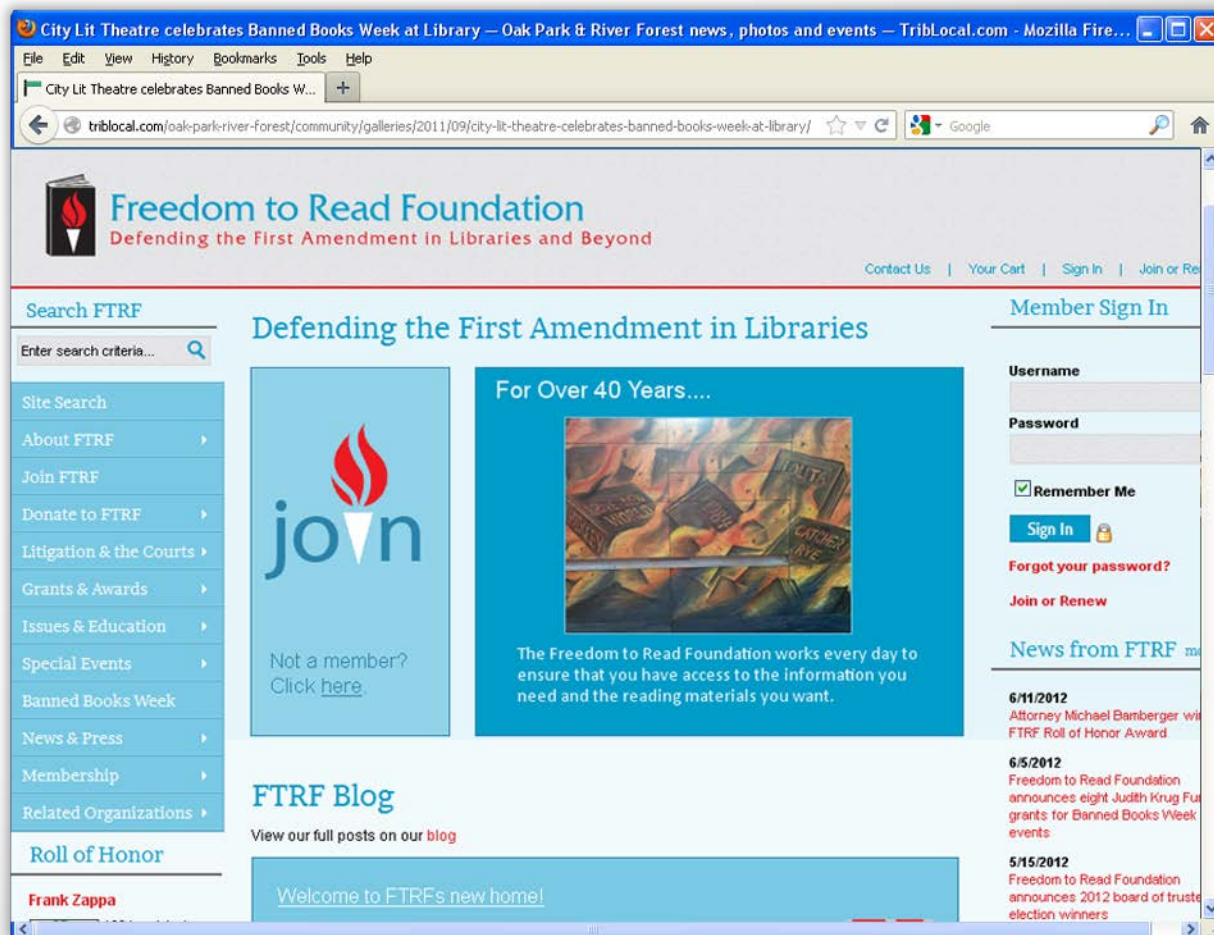 City Lit Theatre celebrates Banned Books Week at Library — Oak Park & River Forest news, photos and events — TribLocal.com - Mozilla Fire...
File Edit View History Bookmarks Tools Help
City Lit Theatre celebrates Banned Books W...
triblocal.com/oak-park-river-forest/community/galleries/2011/09/city-lit-theatre-celebrates-banned-books-week-at-library/
Google
Freedom to Read Foundation
Defending the First Amendment in Libraries and Beyond
Contact Us | Your Cart | Sign In | Join or Re
Search FTRF
Enter search criteria...
Site Search
About FTRF
Join FTRF
Donate to FTRF
Litigation & the Courts
Grants & Awards
Issues & Education
Special Events
Banned Books Week
News & Press
Membership
Related Organizations
Roll of Honor
Frank Zappa
Defending the First Amendment in Libraries
join
Not a member?
Click here.
For Over 40 Years....
WORLD
CATCHER
RYE
The Freedom to Read Foundation works every day to
ensure that you have access to the information you
need and the reading materials you want.
FTRF Blog
View our full posts on our blog
Welcome to FTRFs new home!
Member Sign In
Username
Password
Remember Me
Sign In
Forgot your password?
Join or Renew
News from FTRF
6/11/2012
Attorney Michael Bamberger wi
FTRF Roll of Honor Award
6/5/2012
Freedom to Read Foundation
announces eight Judith Krug Fu
grants for Banned Books Week
events
5/15/2012
Freedom to Read Foundation
announces 2012 board of truste
election winners